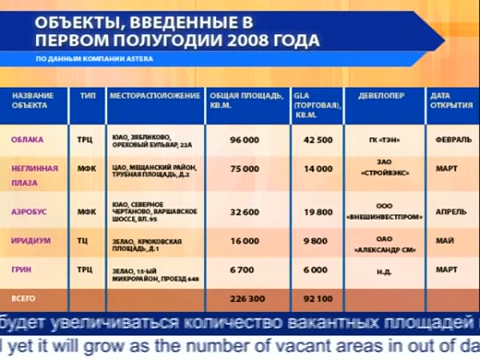 ОБЪЕКТЫ, ВВЕДЕННЫЕ В
ПЕРВОМ ПОЛУГОДИИ 2008 ГОДА
ПО ДАННЫМ КОМПАНИИ ASTERA
НАЗВАНИЕ ОБЪЕКТА ТИП МЕСТОРАСПОЛОЖЕНИЕ ОБЩАЯ ПЛОЩАДЬ, КВ.М. GLA (ТОРГОВАЯ), КВ.М. ДЕВЕЛОПЕР ДАТА ОТКРЫТИЯ
ОБЛАКА ТРЦ ЮАО, ЗЯБЛИКОВО, ОРЕХОВЫЙ БУЛЬВАР, 22А 96 000 42 500 ГК «ТЭН» ФЕВРАЛЬ
НЕГЛИННАЯ ПЛАЗА МФК ЦАО, МЕЩАНСКИЙ РАЙОН, ТРУБНАЯ ПЛОЩАДЬ, Д.2 75 000 14 000 ЗАО «СТРОЙВЭКС» МАРТ
АЭРОБУС МФК ЮАО, СЕВЕРНОЕ ЧЕРТАНОВО, ВАРШАВСКОЕ ШОССЕ, ВЛ.95 32 600 19 800 ООО «ВНЕШИНВЕСТПРОМ» АПРЕЛЬ
ИРИДИУМ ТЦ ЗЕЛАО, КРЮКОВСКАЯ ПЛОЩАДЬ, Д.1 16 000 9 800 ОАО «АЛЕКСАНДР СМ» МАЙ
ГРИН ТРЦ ЗЕЛАО, 15-ЫЙ МИКРОРАЙОН, ПРОЕЗД 648 6 700 6 000 Н.Д. МАРТ
ВСЕГО 226 300 92 100
будет увеличиваться количество вакантных площадей
yet it will grow as the number of vacant areas in out of da